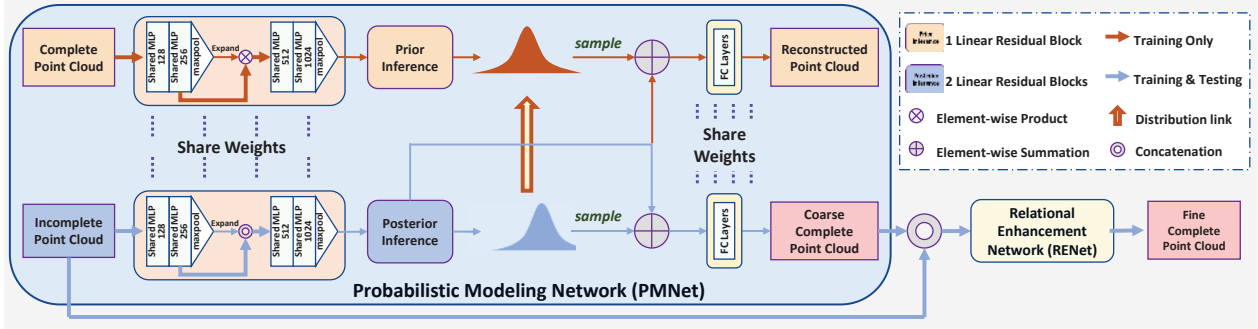 Complete
Point Cloud
Shared MLP
128
Shared MLP
256
maxpool
Expand
Shared MLP
512
Shared MLP
1024
maxpool
Prior
Inference
sample
FC Layers
Reconstructed
Point Cloud
Share Weights
Share
Weights
Incomplete
Point Cloud
Shared MLP
128
Shared MLP
256
maxpool
Expand
Shared MLP
512
Shared MLP
1024
maxpool
Posterior
Inference
sample
FC Layers
Coarse
Complete
Point Cloud
Probabilistic Modeling Network (PMNet)
Relational
Enhancement
Network (RENet)
Fine
Complete
Point Cloud
Prior
Inference
1 Linear Residual Block
Training Only
Posterior
Inference
2 Linear Residual Blocks
Training & Testing
Element-wise Product
Distribution link
Element-wise Summation
Concatenation